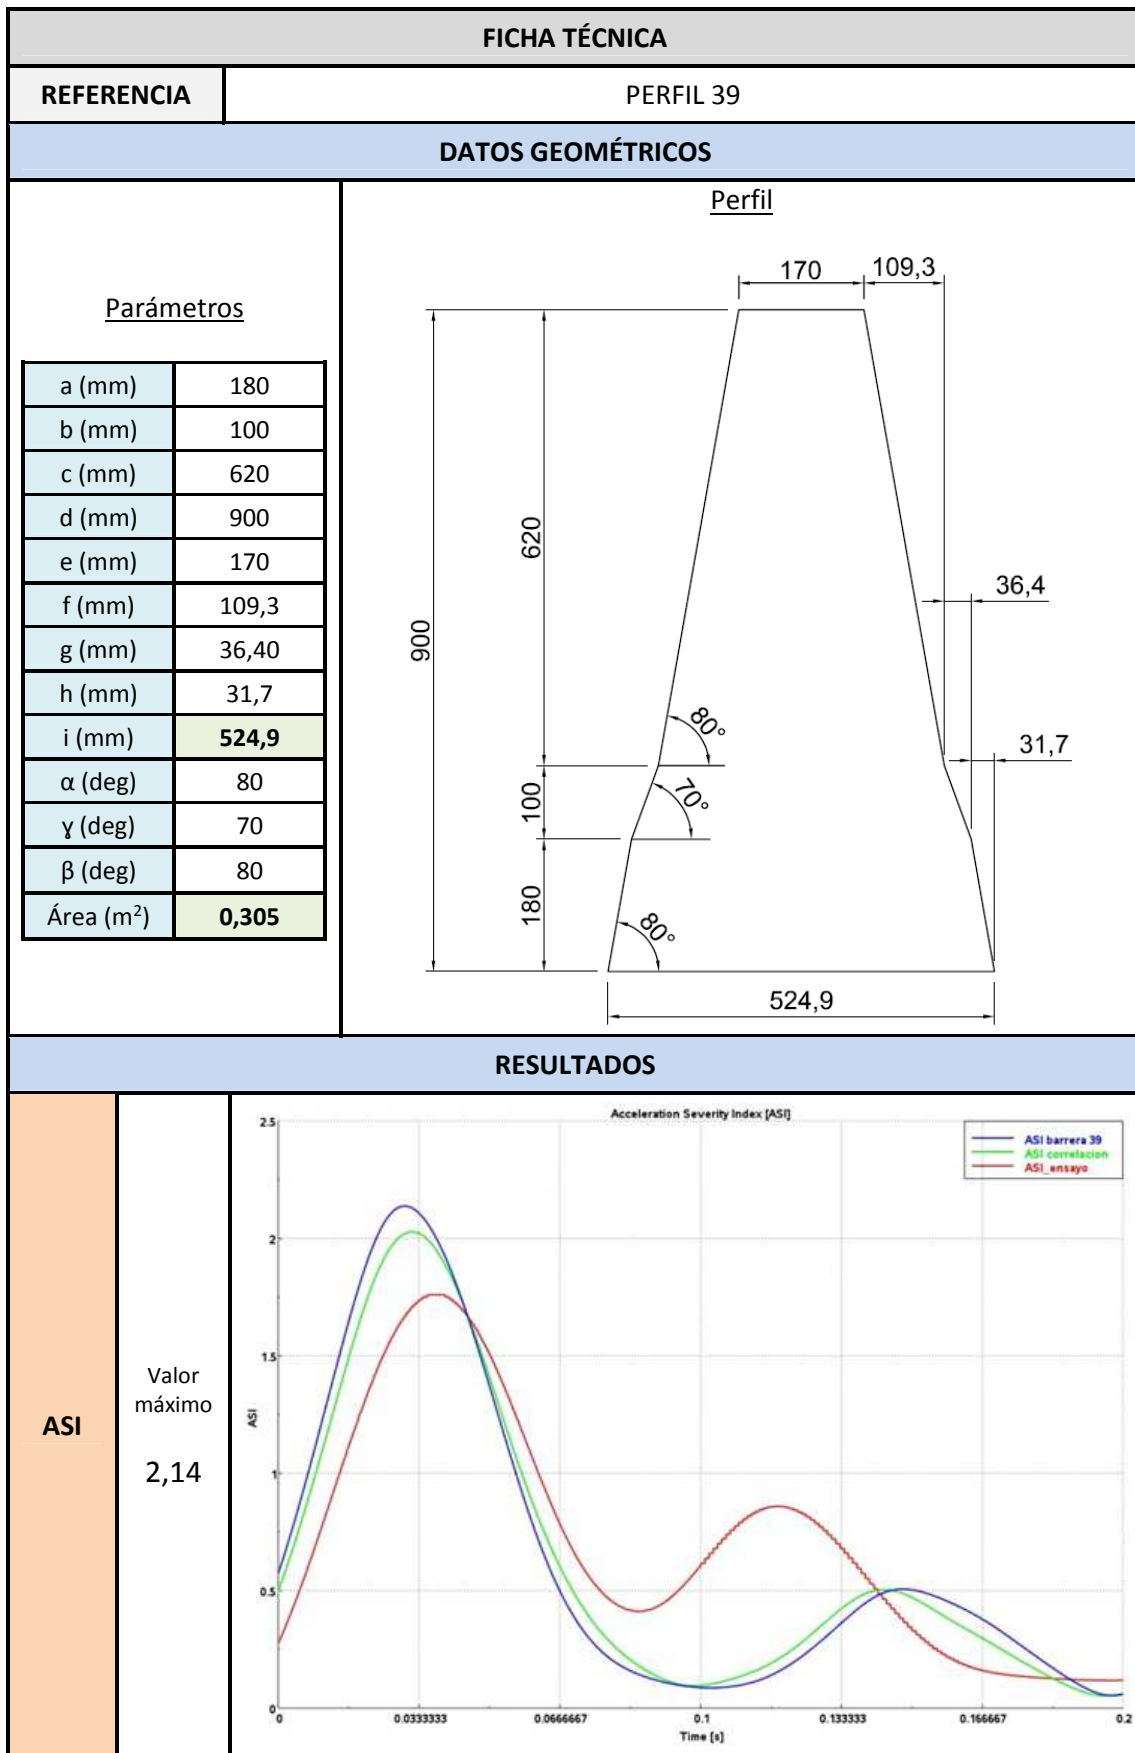 FICHA TÉCNICA
REFERENCIA PERFIL 39
DATOS GEOMÉTRICOS
Parámetros
a (mm) 180
b (mm) 100
c (mm) 620
d (mm) 900
e (mm) 170
f (mm) 109,3
g (mm) 36,40
h (mm) 31,7
i (mm) 524,9
α (deg) 80
ɣ (deg) 70
β (deg) 80
Área (m²) 0,305
Perfil
170 109,3
620
900
36,4
80°
31,7
100
70°
180
80°
524,9
RESULTADOS
ASI
Valor
máximo
2,14
Acceleration Severity Index [ASI]
ASI barrera 39
ASI correlacion
ASI_ensayo
2.5
2
1.5
1
0.5
0
ASI
0 0.0333333 0.0666667 0.1 0.133333 0.166667 0.2
Time [s]